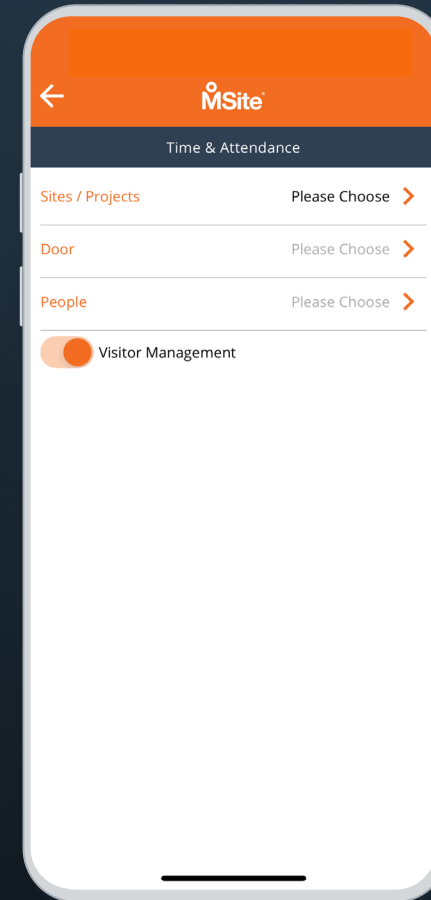 MSite
Time & Attendance
Sites / Projects Please Choose
Door Please Choose
People Please Choose
Visitor Management